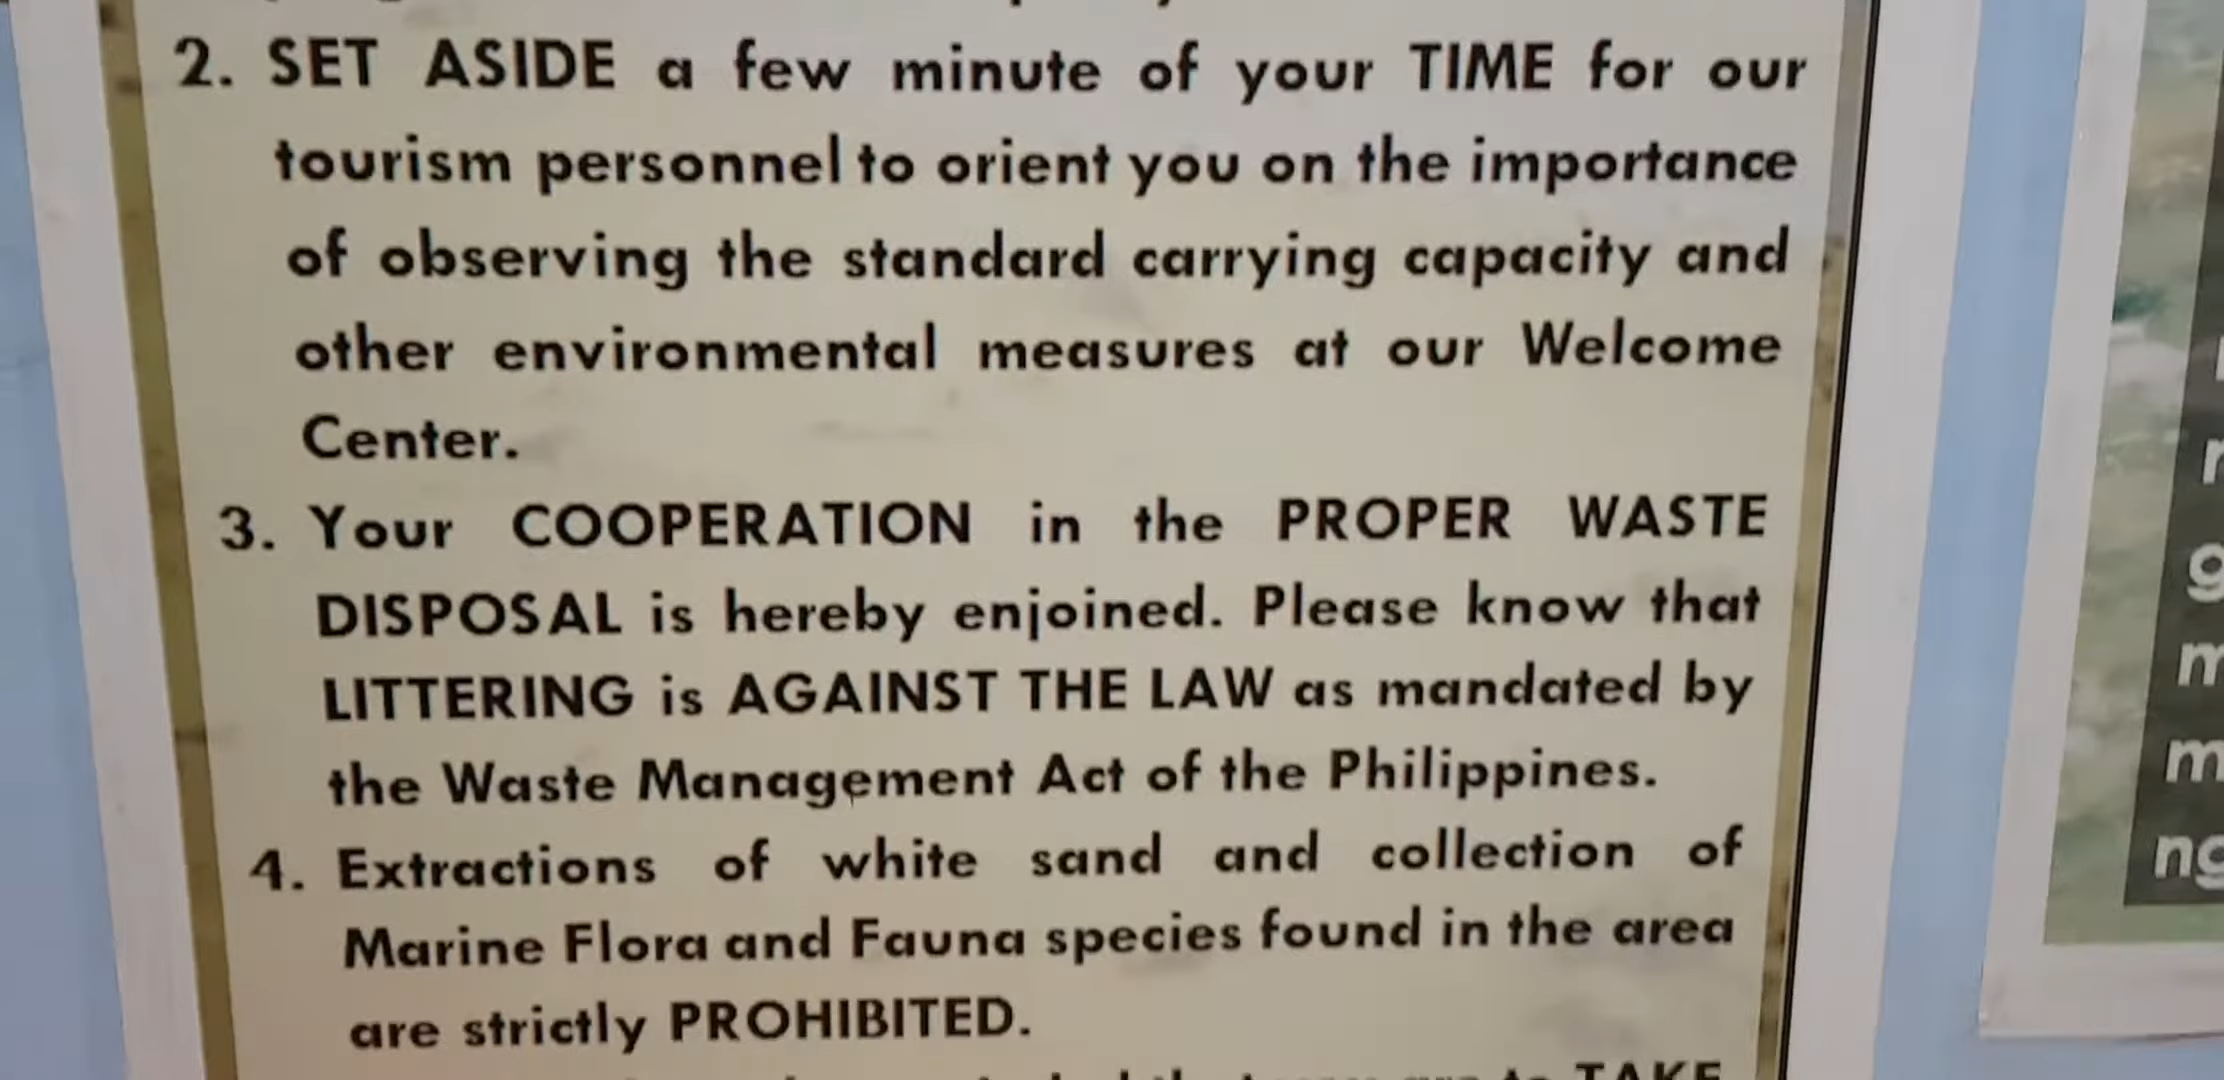 2. SET ASIDE a few minute of your TIME for our
tourism personnel to orient you on the importance
of observing the standard carrying capacity and
other environmental measures at our Welcome
Center.
3. Your COOPERATION in the PROPER WASTE
DISPOSAL is hereby enjoined. Please know that
LITTERING is AGAINST THE LAW as mandated by
the Waste Management Act of the Philippines.
4. Extractions of white sand and collection of
Marine Flora and Fauna species found in the area
are strictly PROHIBITED.
TAKE